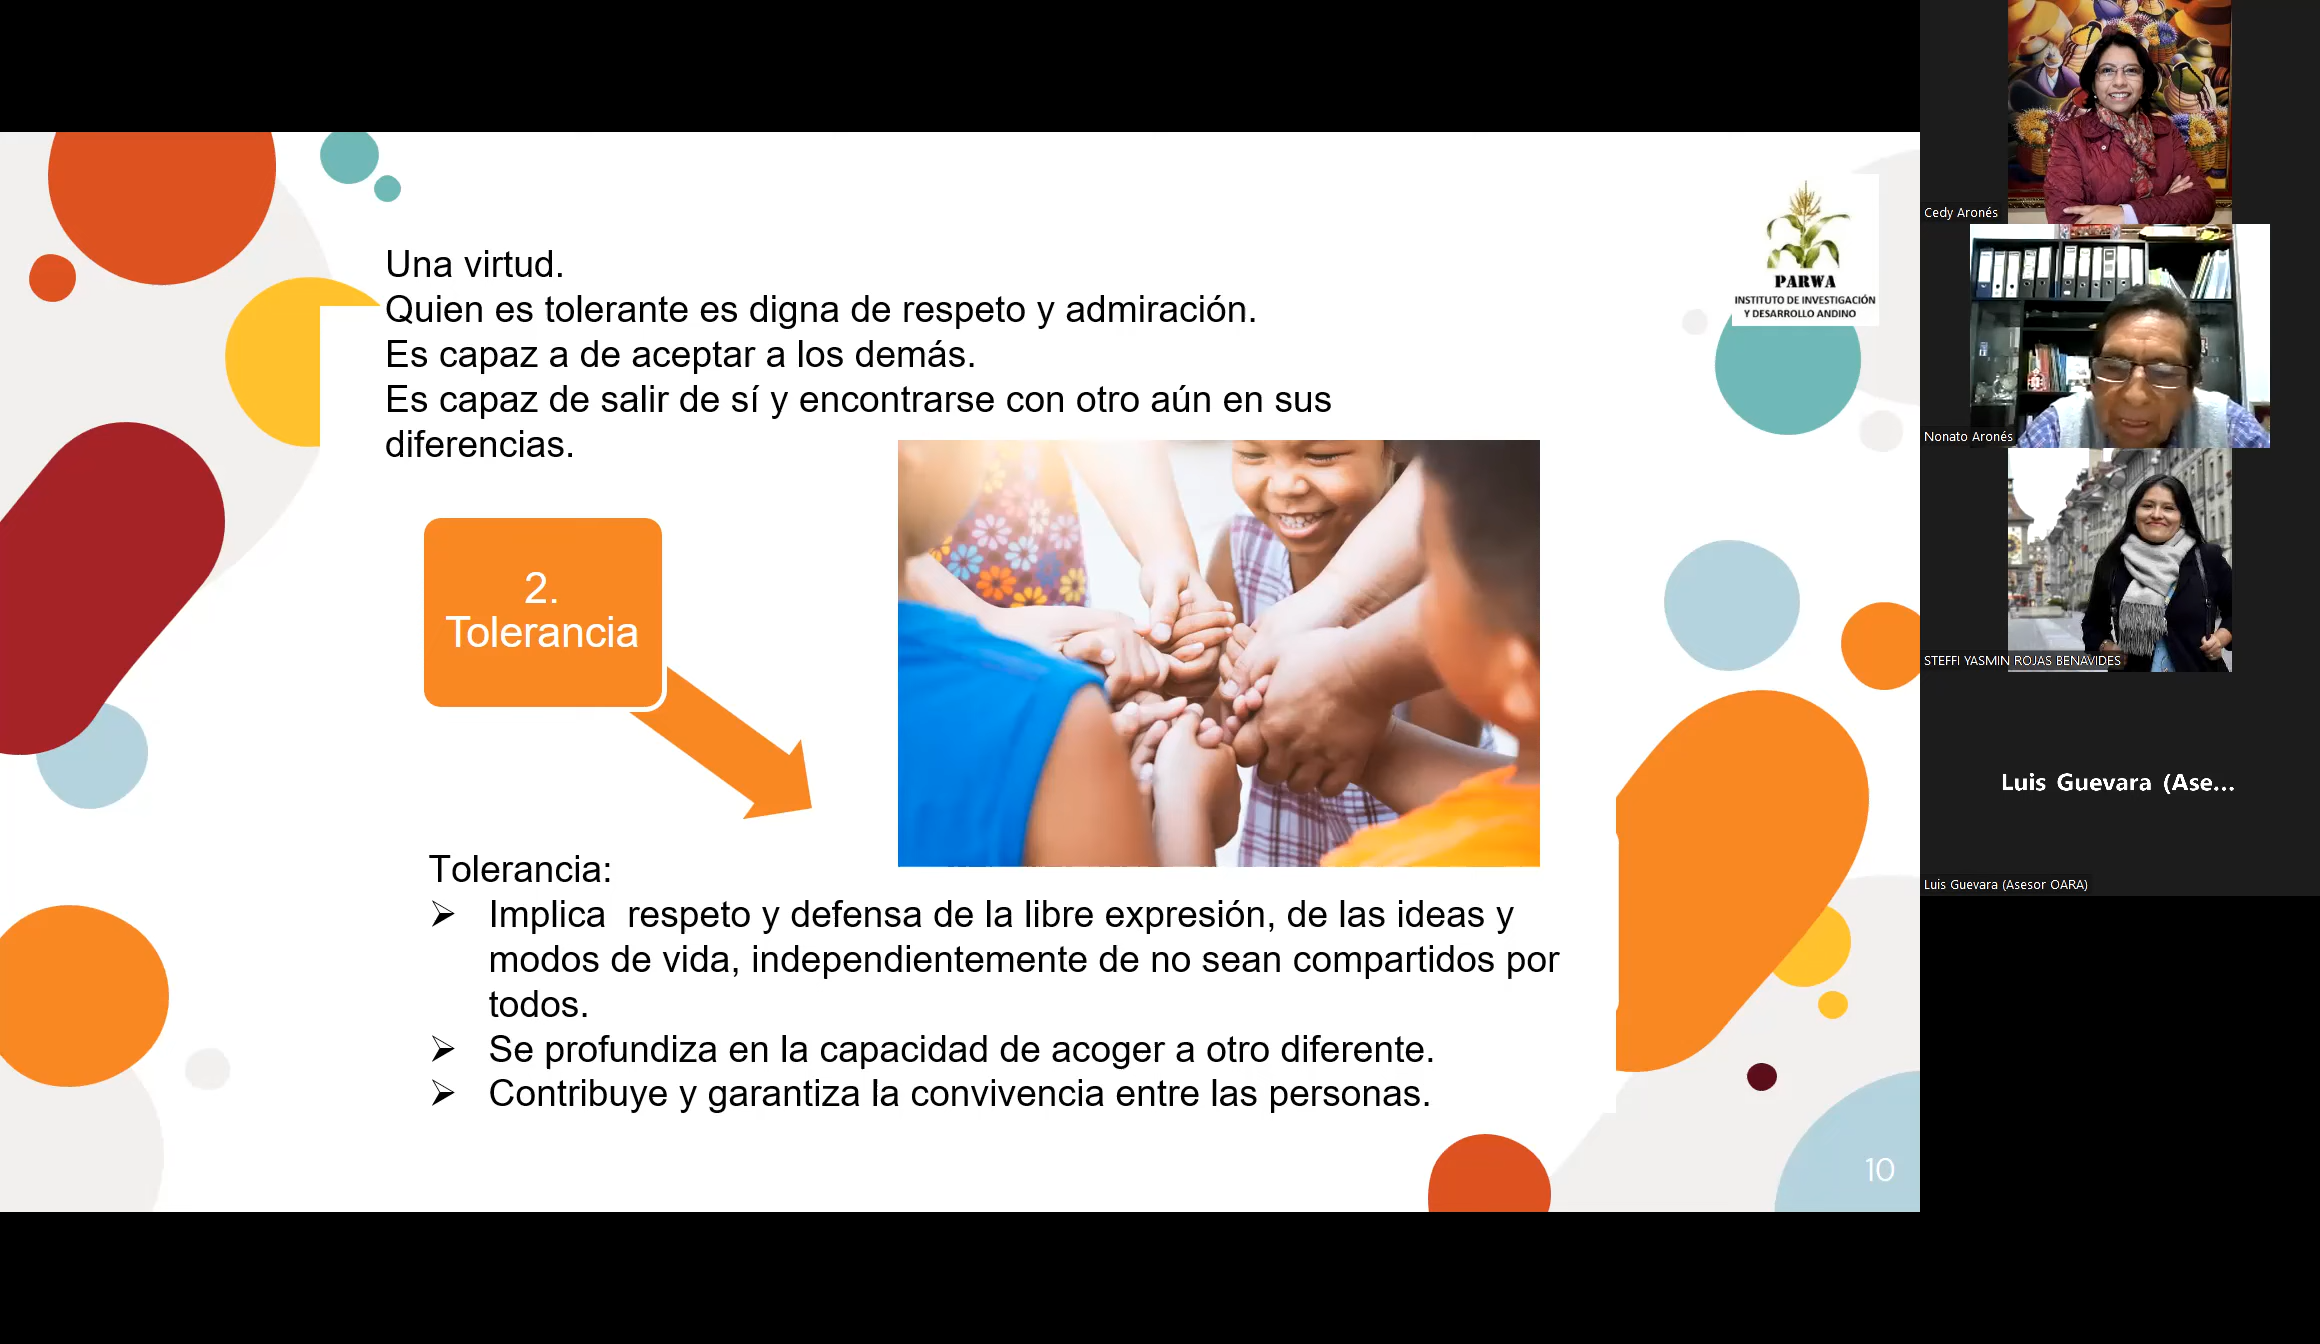 Una virtud.
Quien es tolerante es digna de respeto y admiración.
Es capaz a de aceptar a los demás.
Es capaz de salir de sí y encontrarse con otro aún en sus
diferencias.
PARWA
INSTITUTO DE INVESTIGACIÓN
Y DESARROLLO ANDINO
2.
Tolerancia
Tolerancia:
➢ Implica  respeto y defensa de la libre expresión, de las ideas y
modos de vida, independientemente de no sean compartidos por
todos.
➢ Se profundiza en la capacidad de acoger a otro diferente.
➢ Contribuye y garantiza la convivencia entre las personas.
10
Cedy Aronés
Nonato Aronés
STEFFI YASMIN ROJAS BENAVIDES
Luis Guevara (Ase...
Luis Guevara (Asesor OARA)